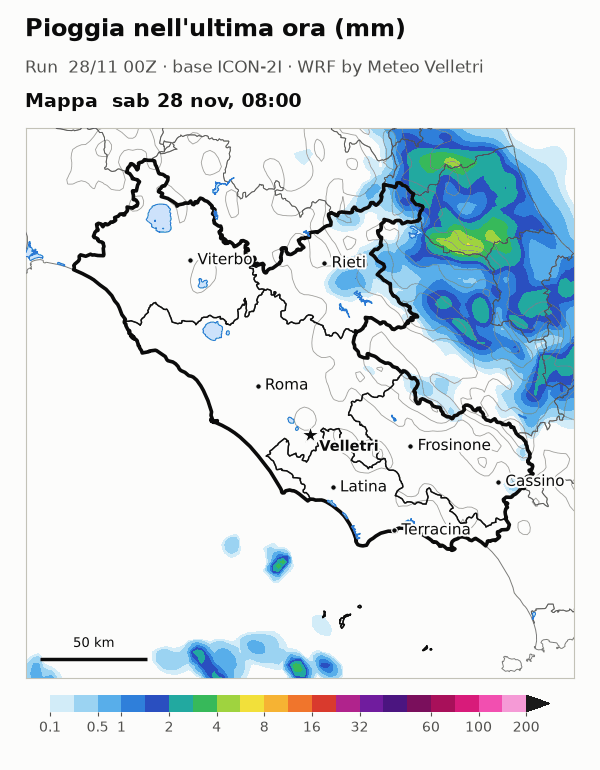 Pioggia nell'ultima ora (mm)
Run 28/11 00Z · base ICON-2I · WRF by Meteo Velletri
Mappa sab 28 nov, 08:00
Viterbo
Rieti
Roma
Velletri
Frosinone
Cassino
Latina
Terracina
50 km
0.1 0.5 1 2 4 8 16 32 60 100 200